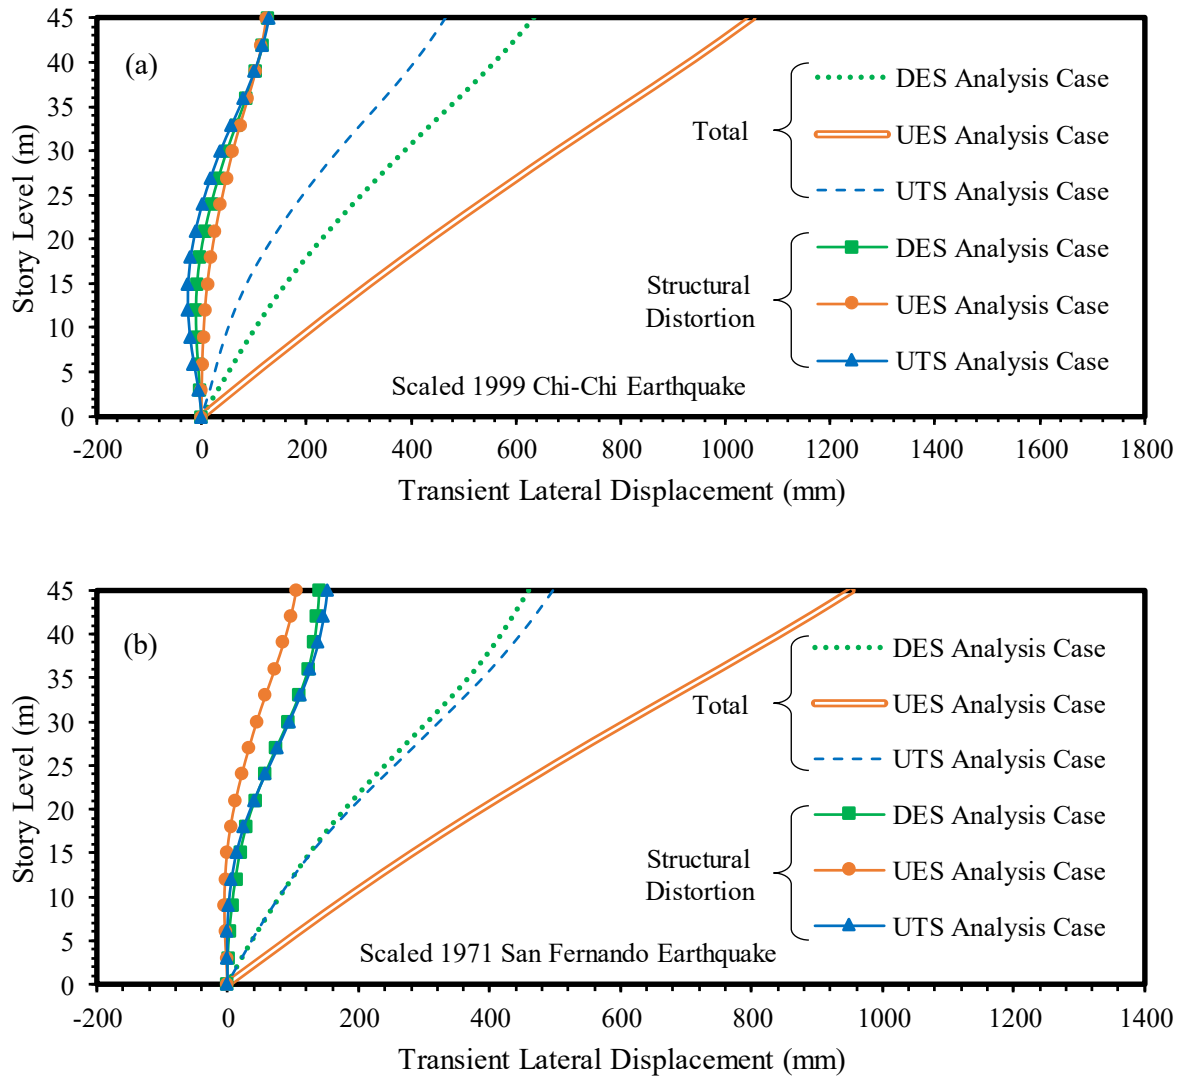 45
40
35
30
25
20
15
10
5
0
Story Level (m)
(a)
Total
DES Analysis Case
UES Analysis Case
UTS Analysis Case
Structural
Distortion
DES Analysis Case
UES Analysis Case
UTS Analysis Case
Scaled 1999 Chi-Chi Earthquake
-200 0 200 400 600 800 1000 1200 1400 1600 1800
Transient Lateral Displacement (mm)
45
40
35
30
25
20
15
10
5
0
Story Level (m)
(b)
Total
DES Analysis Case
UES Analysis Case
UTS Analysis Case
Structural
Distortion
DES Analysis Case
UES Analysis Case
UTS Analysis Case
Scaled 1971 San Fernando Earthquake
-200 0 200 400 600 800 1000 1200 1400
Transient Lateral Displacement (mm)